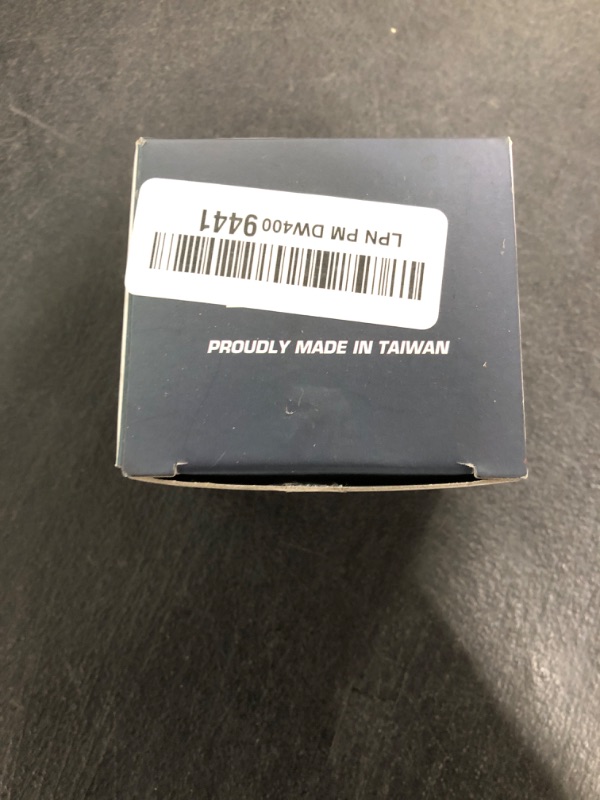 LPN PM DW400 9441
PROUDLY MADE IN TAIWAN